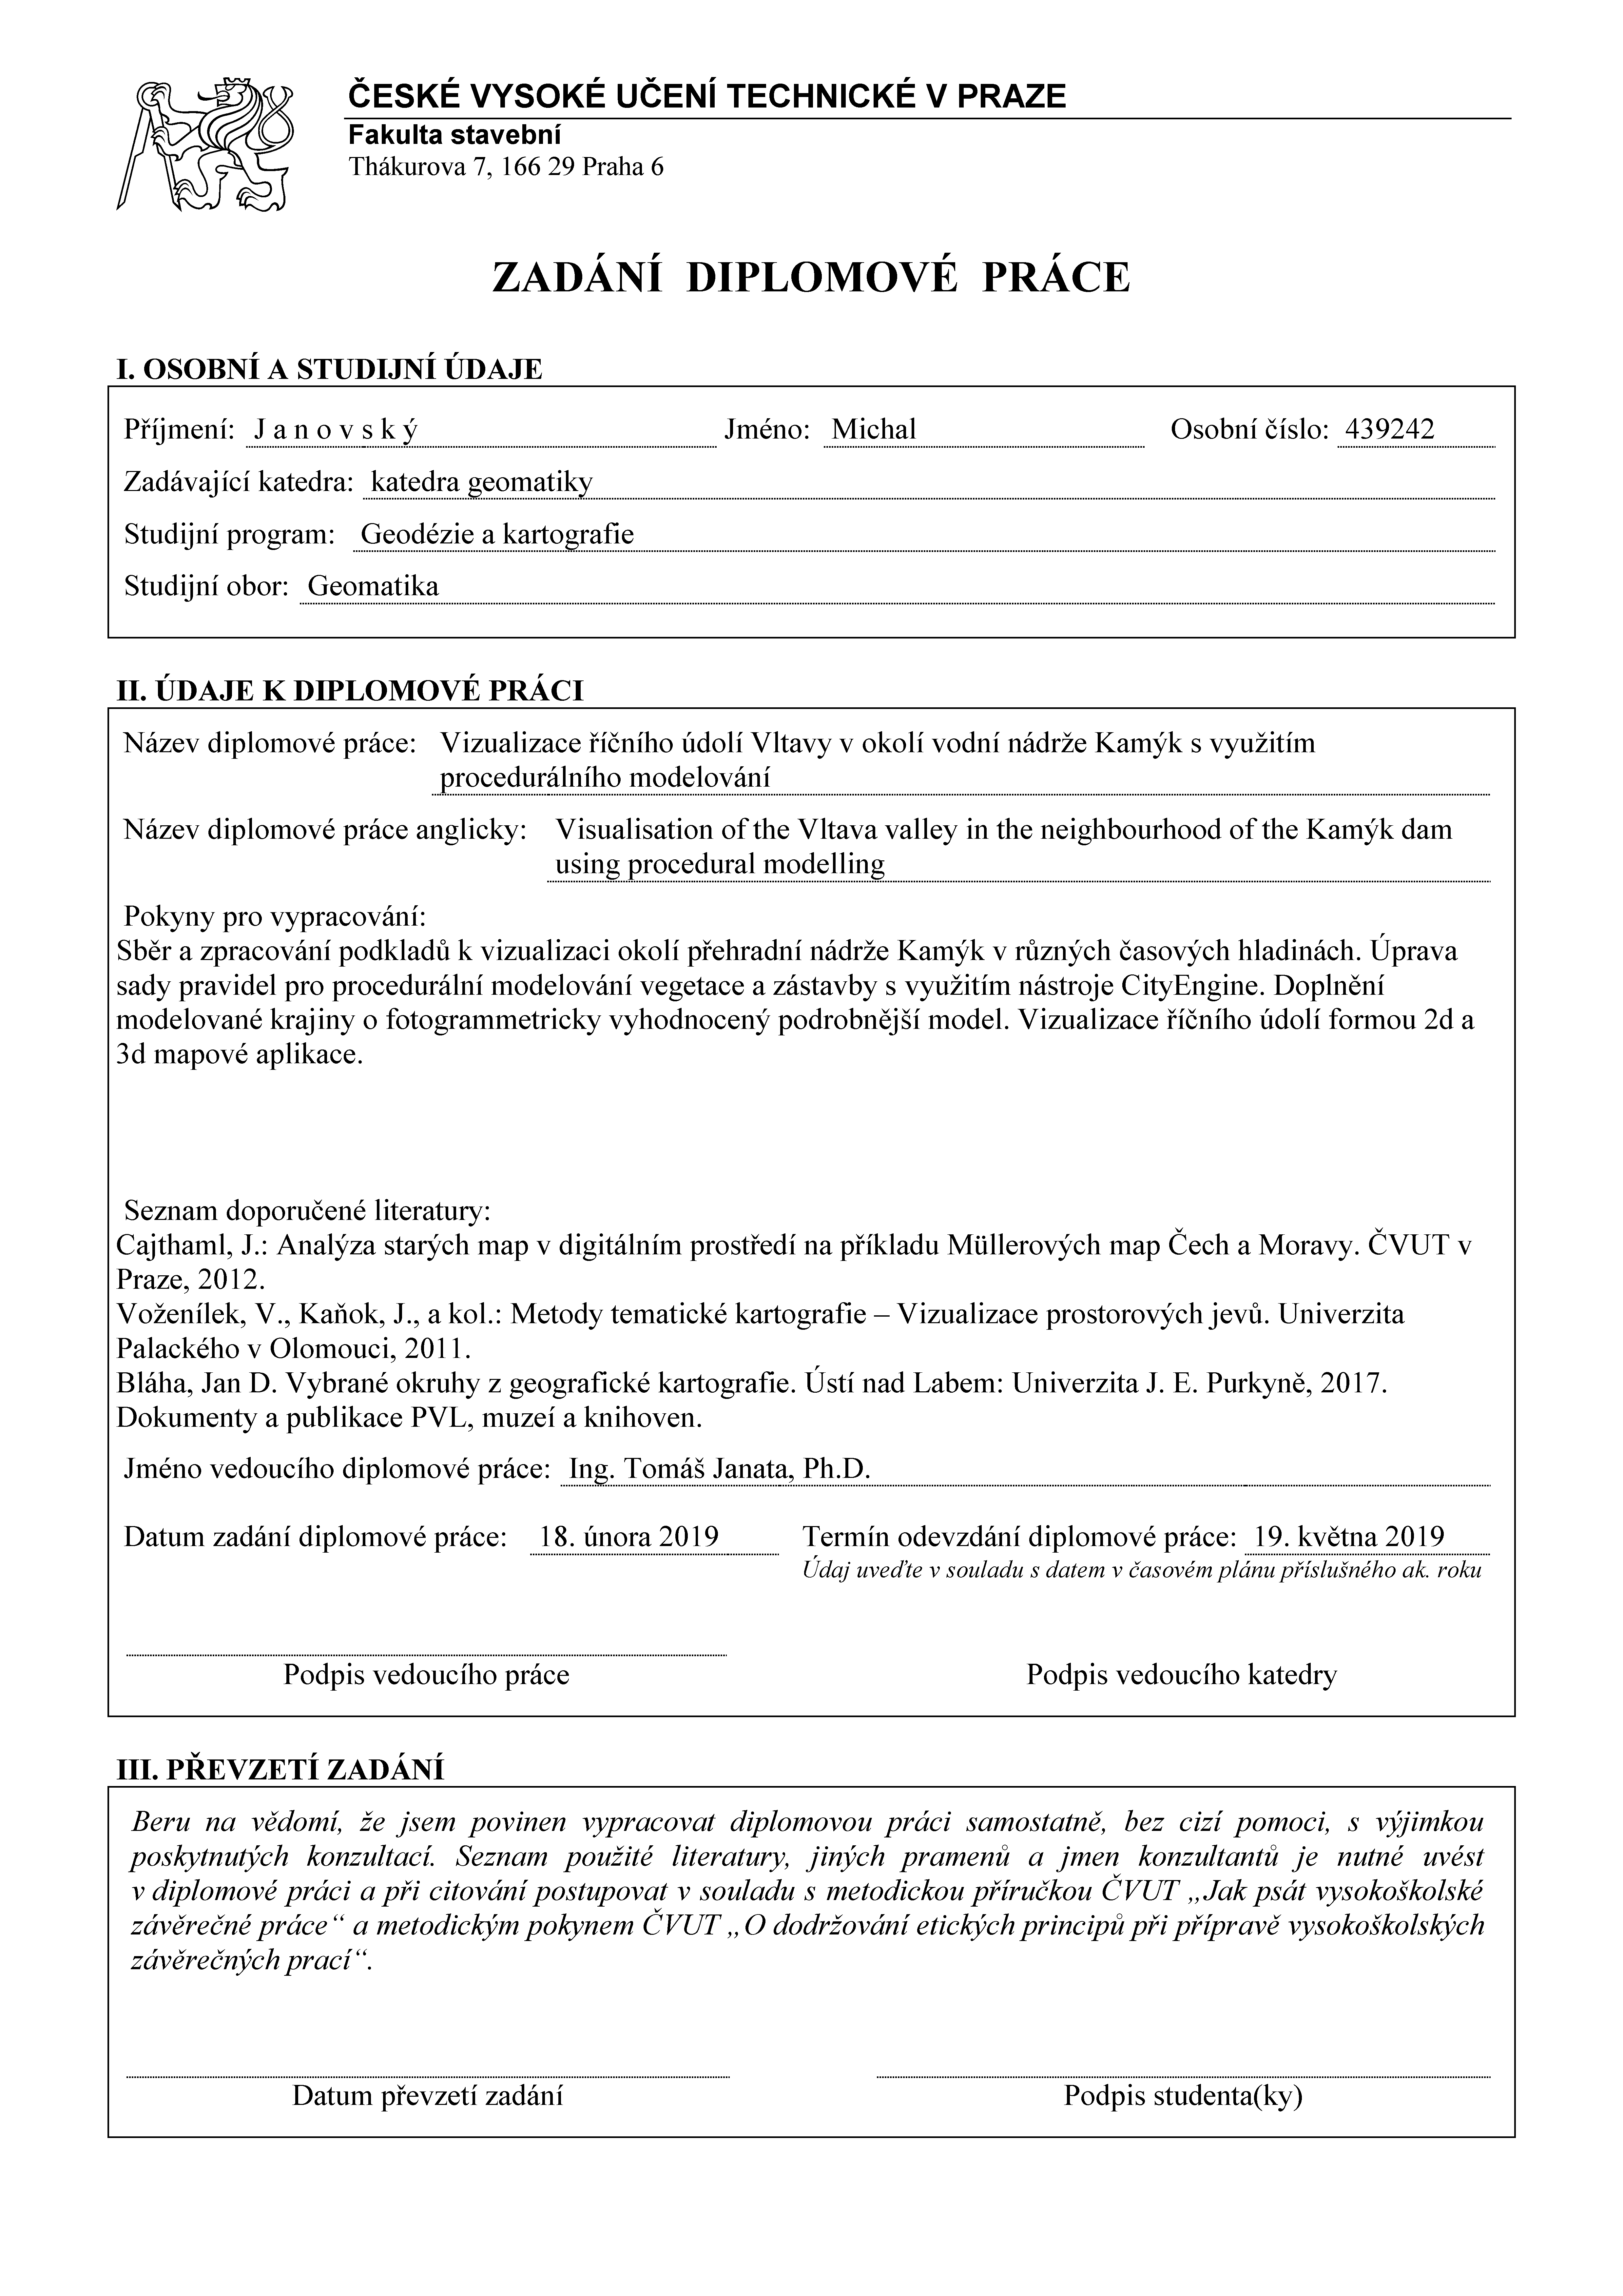 ČESKÉ VYSOKÉ UČENÍ TECHNICKÉ V PRAZE
Fakulta stavební
Thákurova 7, 166 29 Praha 6
ZADÁNÍ DIPLOMOVÉ PRÁCE
I. OSOBNÍ A STUDIJNÍ ÚDAJE
Příjmení: J a n o v s k ý Jméno: Michal Osobní číslo: 439242
Zadávající katedra: katedra geomatiky
Studijní program: Geodézie a kartografie
Studijní obor: Geomatika
II. ÚDAJE K DIPLOMOVÉ PRÁCI
Název diplomové práce: Vizualizace říčního údolí Vltavy v okolí vodní nádrže Kamýk s využitím
procedurálního modelování
Název diplomové práce anglicky: Visualisation of the Vltava valley in the neighbourhood of the Kamýk dam
using procedural modelling
Pokyny pro vypracování:
Sběr a zpracování podkladů k vizualizaci okolí přehradní nádrže Kamýk v různých časových hladinách. Úprava
sady pravidel pro procedurální modelování vegetace a zástavby s využitím nástroje CityEngine. Doplnění
modelované krajiny o fotogrammetricky vyhodnocený podrobnější model. Vizualizace říčního údolí formou 2d a
3d mapové aplikace.
Seznam doporučené literatury:
Cajthaml, J.: Analýza starých map v digitálním prostředí na příkladu Müllerových map Čech a Moravy. ČVUT v
Praze, 2012.
Voženílek, V., Kaňok, J., a kol.: Metody tematické kartografie – Vizualizace prostorových jevů. Univerzita
Palackého v Olomouci, 2011.
Bláha, Jan D. Vybrané okruhy z geografické kartografie. Ústí nad Labem: Univerzita J. E. Purkyně, 2017.
Dokumenty a publikace PVL, muzeí a knihoven.
Jméno vedoucího diplomové práce: Ing. Tomáš Janata, Ph.D.
Datum zadání diplomové práce: 18. února 2019 Termín odevzdání diplomové práce: 19. května 2019
Údaj uveďte v souladu s datem v časovém plánu příslušného ak. roku
Podpis vedoucího práce Podpis vedoucího katedry
III. PŘEVZETÍ ZADÁNÍ
Beru na vědomí, že jsem povinen vypracovat diplomovou práci samostatně, bez cizí pomoci, s výjimkou
poskytnutých konzultací. Seznam použité literatury, jiných pramenů a jmen konzultantů je nutné uvést
v diplomové práci a při citování postupovat v souladu s metodickou příručkou ČVUT „Jak psát vysokoškolské
závěrečné práce“ a metodickým pokynem ČVUT „O dodržování etických principů při přípravě vysokoškolských
závěrečných prací“.
Datum převzetí zadání Podpis studenta(ky)